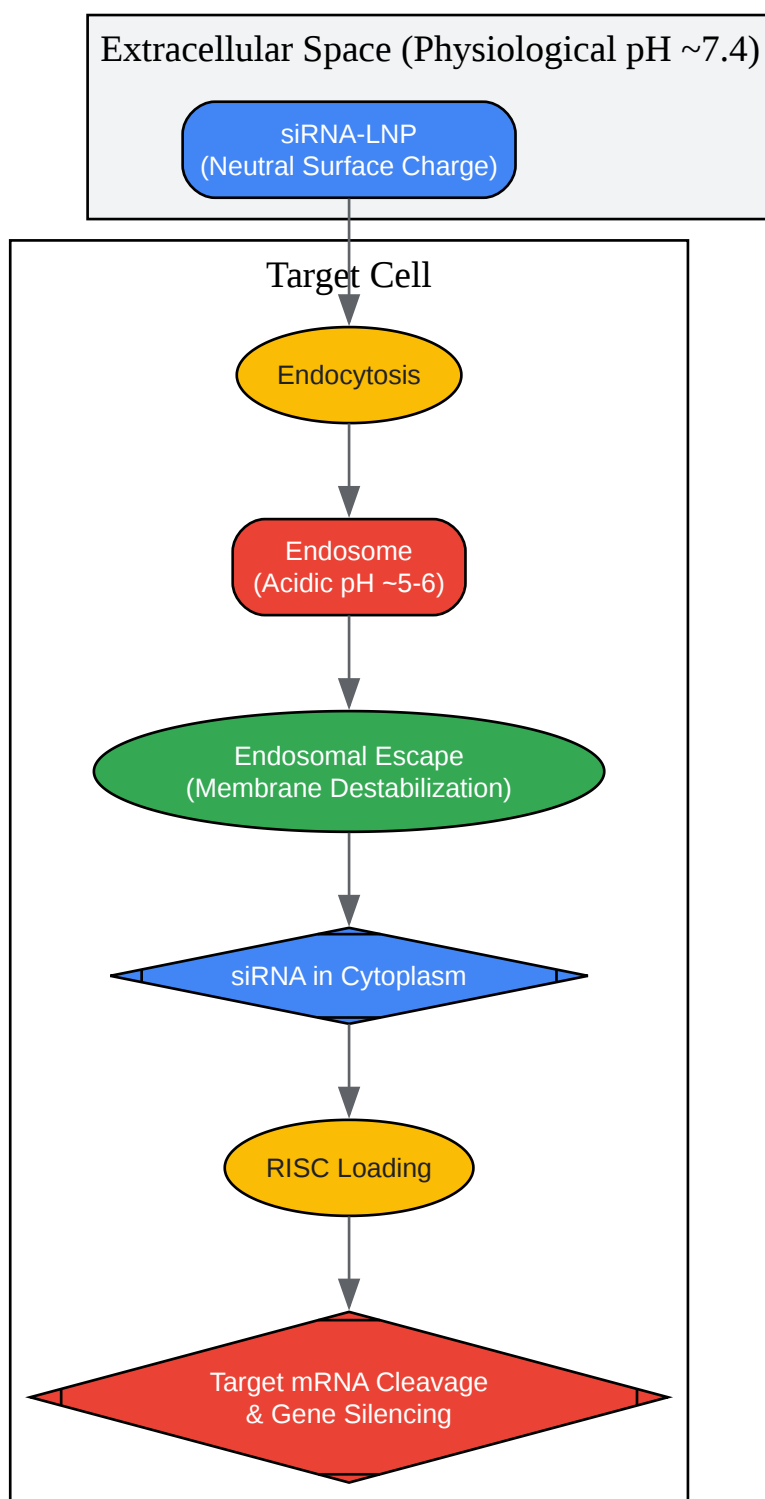 Extracellular Space (Physiological pH ~7.4)
siRNA-LNP
(Neutral Surface Charge)
Target Cell
Endocytosis
Endosome
(Acidic pH ~5-6)
Endosomal Escape
(Membrane Destabilization)
siRNA in Cytoplasm
RISC Loading
Target mRNA Cleavage
& Gene Silencing